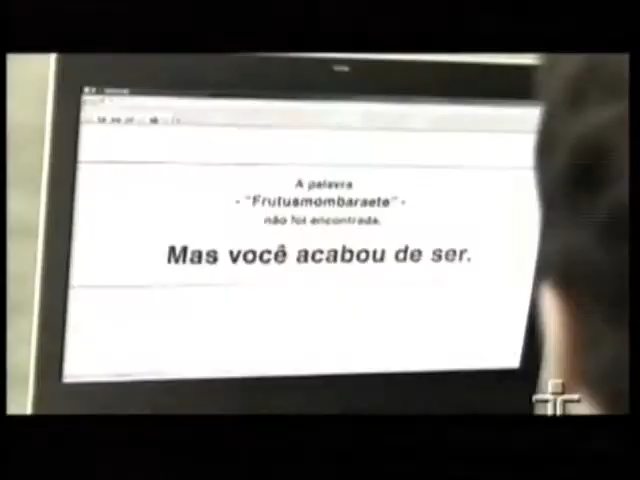 A palavra
- "Frutusmombaraete" -
não foi encontrada.
Mas você acabou de ser.